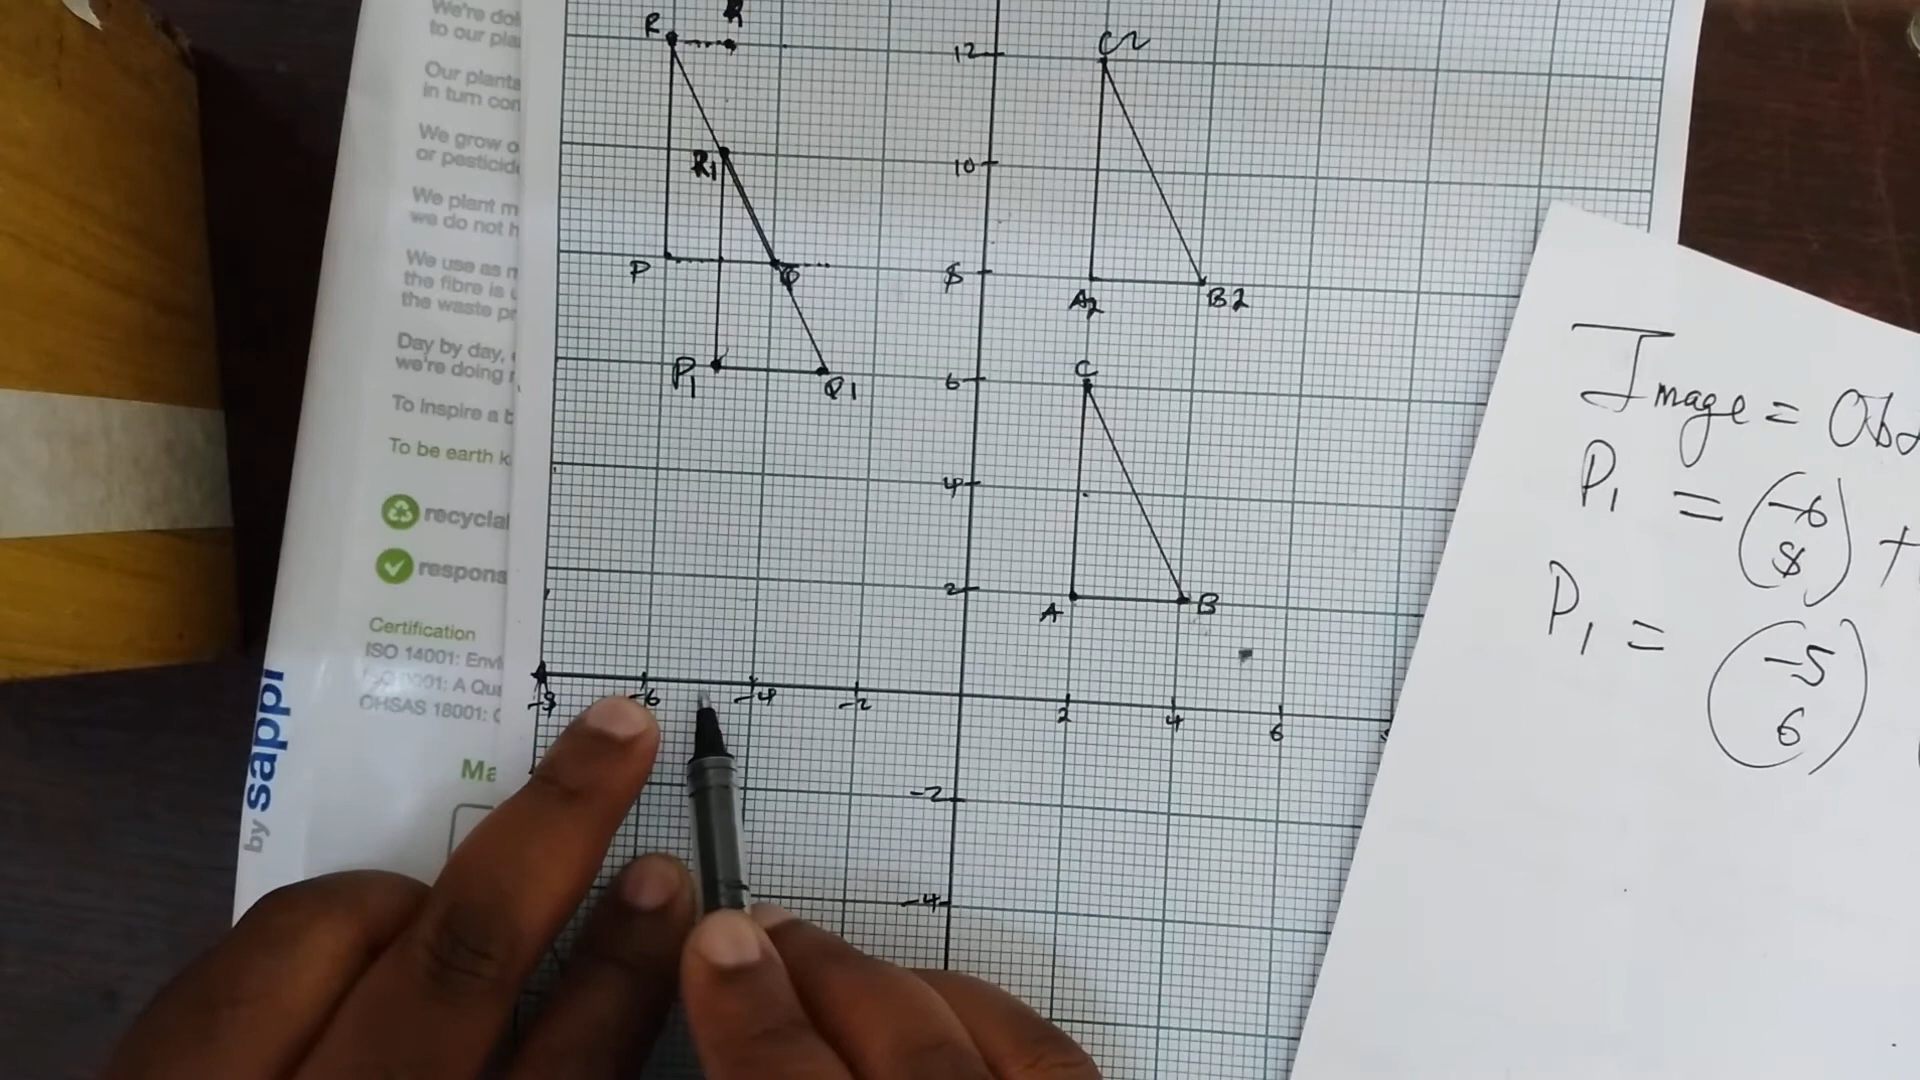 We're doi
to our pla
Our plants
in turn con
We grow o
or pesticide
We plant m
we do not h
We use as m
the fibre is
the waste pr
Day by day,
we're doing
To Inspire a b
To be earth k
recyclal
respons
Certification
ISO 14001: Envi
OHSAS 18001: C
Ma
by sappi
R
R1
P
Q
P1
Q1
12
10
8
6
4
2
-2
-4
-8
-6
-4
-2
2
4
6
C2
A2
B2
C
A
B
Image = Obj
P1 = (-6
8) +
P1 = (-5
6)